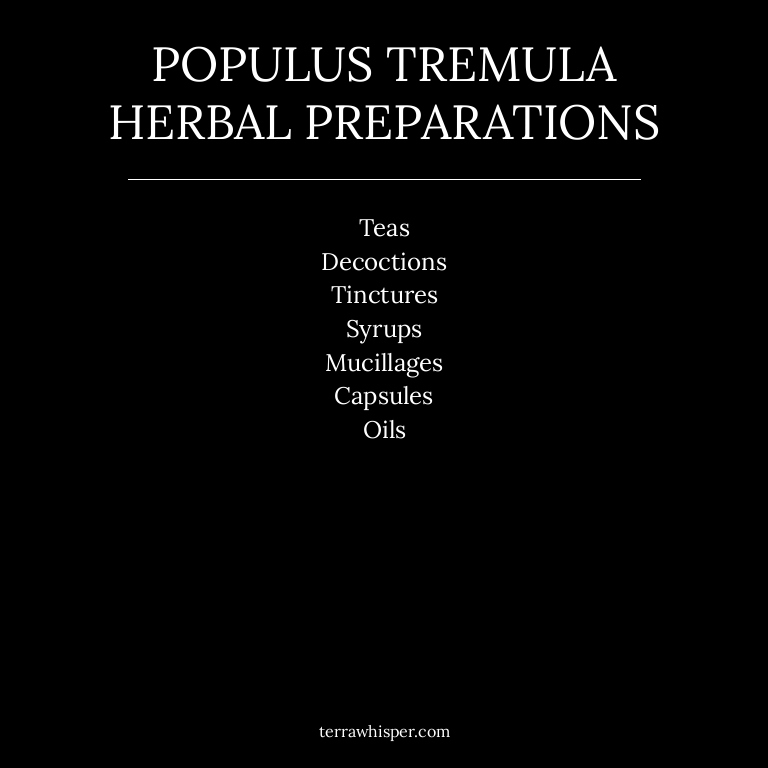 POPULUS TREMULA
HERBAL PREPARATIONS
Teas
Decoctions
Tinctures
Syrups
Mucillages
Capsules
Oils
terrawhisper.com